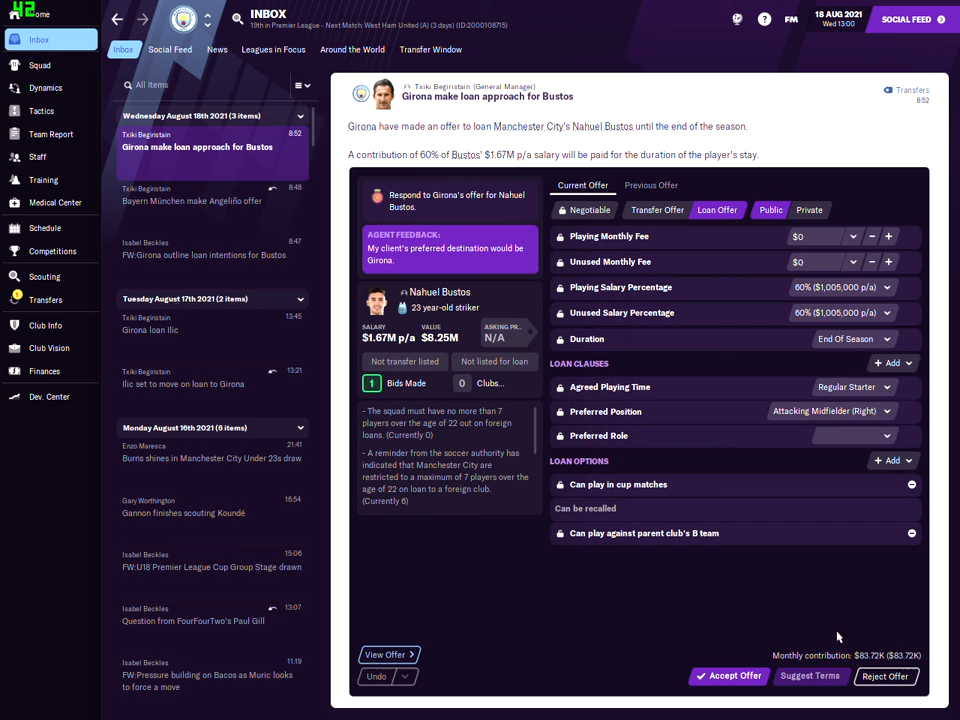 42
ome
INBOX
19th in Premier League - Next Match: West Ham United (A) (3 days) (ID:2000108715)
?
FM
18 AUG 2021
Wed 13:00
SOCIAL FEED
Inbox
Squad
Dynamics
Tactics
Team Report
Staff
Training
Medical Center
Schedule
Competitions
Scouting
1
Transfers
Club Info
Club Vision
Finances
Dev. Center
Inbox
Social Feed
News
Leagues in Focus
Around the World
Transfer Window
All Items
Wednesday August 18th 2021 (3 items)
Txiki Begiristain 8:52
Girona make loan approach for Bustos
Txiki Begiristain 8:48
Bayern München make Angeliño offer
Isabel Beckles 8:47
FW:Girona outline loan intentions for Bustos
Tuesday August 17th 2021 (2 items)
Txiki Begiristain 13:45
Girona loan Ilic
Txiki Begiristain 13:21
Ilic set to move on loan to Girona
Monday August 16th 2021 (6 items)
Enzo Maresca 21:41
Burns shines in Manchester City Under 23s draw
Gary Worthington 16:54
Gannon finishes scouting Koundé
Isabel Beckles 15:06
FW:U18 Premier League Cup Group Stage drawn
Isabel Beckles 13:07
Question from FourFourTwo's Paul Gill
Isabel Beckles 11:19
FW:Pressure building on Bacos as Muric looks
to force a move
Txiki Begiristain (General Manager)
Girona make loan approach for Bustos
Transfers
8:52
Girona have made an offer to loan Manchester City's Nahuel Bustos until the end of the season.
A contribution of 60% of Bustos' $1.67M p/a salary will be paid for the duration of the player's stay.
Respond to Girona's offer for Nahuel
Bustos.
AGENT FEEDBACK:
My client's preferred destination would be
Girona.
Nahuel Bustos
23 year-old striker
SALARY
$1.67M p/a
VALUE
$8.25M
ASKING PR...
N/A
Not transfer listed
Not listed for loan
1 Bids Made
0 Clubs...
- The squad must have no more than 7
players over the age of 22 out on foreign
loans. (Currently 0)
- A reminder from the soccer authority has
indicated that Manchester City are
restricted to a maximum of 7 players over the
age of 22 on loan to a foreign club.
(Currently 6)
View Offer
Undo
Current Offer
Previous Offer
Negotiable
Transfer Offer
Loan Offer
Public
Private
Playing Monthly Fee $0 - +
Unused Monthly Fee $0 - +
Playing Salary Percentage 60% ($1,005,000 p/a)
Unused Salary Percentage 60% ($1,005,000 p/a)
Duration End Of Season
LOAN CLAUSES + Add
Agreed Playing Time Regular Starter
Preferred Position Attacking Midfielder (Right)
Preferred Role
LOAN OPTIONS + Add
Can play in cup matches
Can be recalled
Can play against parent club's B team
Monthly contribution: $83.72K ($83.72K)
Accept Offer
Suggest Terms
Reject Offer